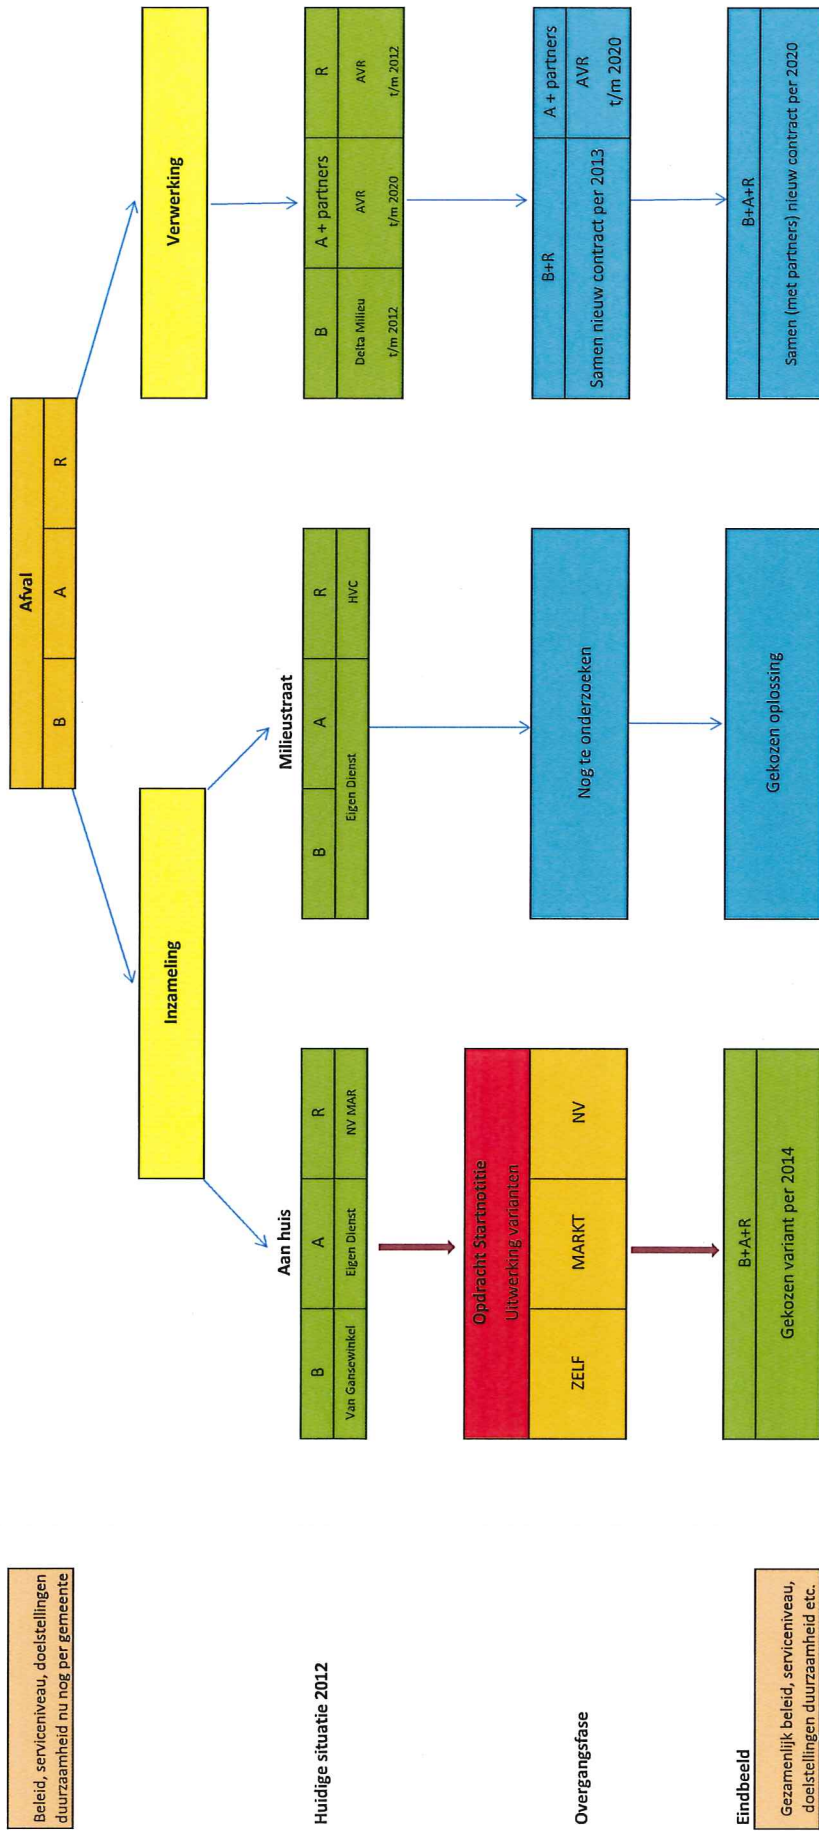 Beleid, serviceniveau, doelstellingen
duurzaamheid nu nog per gemeente
Afval
B A R
Inzameling
Verwerking
Huidige situatie 2012
Aan huis
B A R
Van Gansewinkel Eigen Dienst NV MAR
Milieustraat
B A R
Eigen Dienst HVC
B A + partners R
Delta Milieu AVR AVR
t/m 2012 t/m 2020 t/m 2012
Overgangsfase
Opdracht Startnotitie
Uitwerking varianten
ZELF MARKT NV
Nog te onderzoeken
B+R A + partners
Samen nieuw contract per 2013 AVR
t/m 2020
Eindbeeld
Gezamenlijk beleid, serviceniveau,
doelstellingen duurzaamheid etc.
B+A+R
Gekozen variant per 2014
Gekozen oplossing
B+A+R
Samen (met partners) nieuw contract per 2020